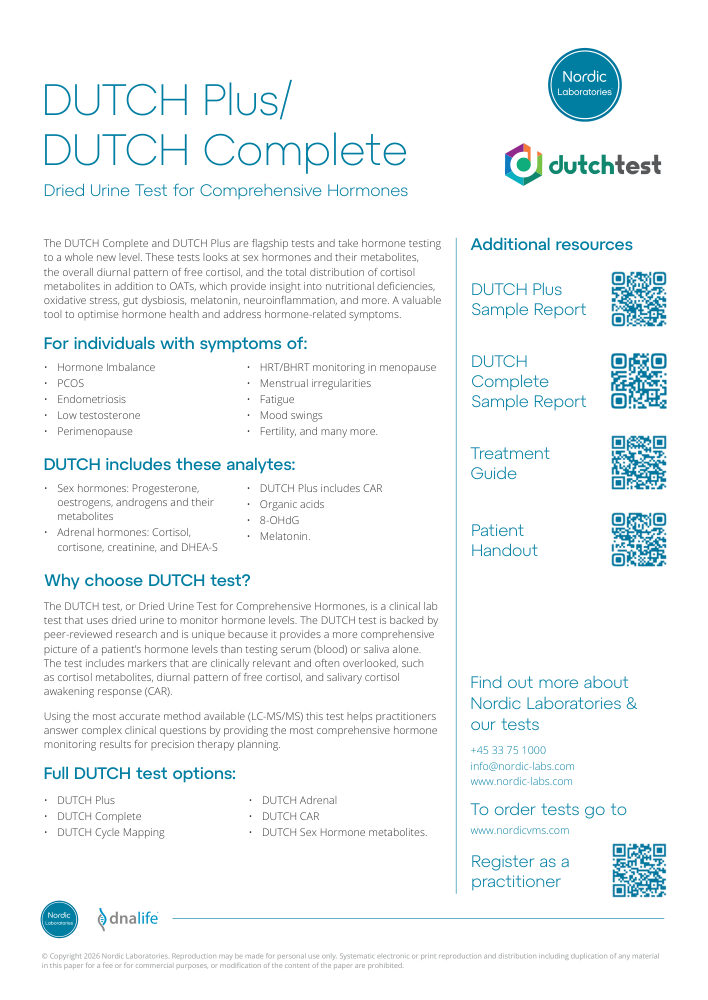 DUTCH Plus/
DUTCH Complete
Dried Urine Test for Comprehensive Hormones
Nordic
Laboratories
dutchtest
The DUTCH Complete and DUTCH Plus are flagship tests and take hormone testing
to a whole new level. These tests looks at sex hormones and their metabolites,
the overall diurnal pattern of free cortisol, and the total distribution of cortisol
metabolites in addition to OATs, which provide insight into nutritional deficiencies,
oxidative stress, gut dysbiosis, melatonin, neuroinflammation, and more. A valuable
tool to optimise hormone health and address hormone-related symptoms.
For individuals with symptoms of:
• Hormone Imbalance
• PCOS
• Endometriosis
• Low testosterone
• Perimenopause
• HRT/BHRT monitoring in menopause
• Menstrual irregularities
• Fatigue
• Mood swings
• Fertility, and many more.
DUTCH includes these analytes:
• Sex hormones: Progesterone,
oestrogens, androgens and their
metabolites
• Adrenal hormones: Cortisol,
cortisone, creatinine, and DHEA-S
• DUTCH Plus includes CAR
• Organic acids
• 8-OHdG
• Melatonin.
Why choose DUTCH test?
The DUTCH test, or Dried Urine Test for Comprehensive Hormones, is a clinical lab
test that uses dried urine to monitor hormone levels. The DUTCH test is backed by
peer-reviewed research and is unique because it provides a more comprehensive
picture of a patient's hormone levels than testing serum (blood) or saliva alone.
The test includes markers that are clinically relevant and often overlooked, such
as cortisol metabolites, diurnal pattern of free cortisol, and salivary cortisol
awakening response (CAR).
Using the most accurate method available (LC-MS/MS) this test helps practitioners
answer complex clinical questions by providing the most comprehensive hormone
monitoring results for precision therapy planning.
Full DUTCH test options:
• DUTCH Plus
• DUTCH Complete
• DUTCH Cycle Mapping
• DUTCH Adrenal
• DUTCH CAR
• DUTCH Sex Hormone metabolites.
Additional resources
DUTCH Plus
Sample Report
DUTCH
Complete
Sample Report
Treatment
Guide
Patient
Handout
Find out more about
Nordic Laboratories &
our tests
+45 33 75 1000
info@nordic-labs.com
www.nordic-labs.com
To order tests go to
www.nordicvms.com
Register as a
practitioner
Nordic
Laboratories
dnalife
© Copyright 2026 Nordic Laboratories. Reproduction may be made for personal use only. Systematic electronic or print reproduction and distribution including duplication of any material
in this paper for a fee or for commercial purposes, or modification of the content of the paper are prohibited.